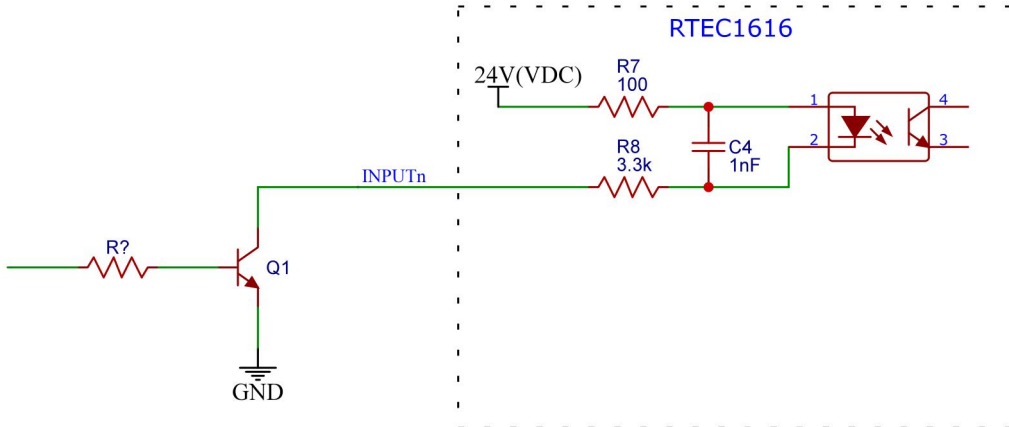 RTEC1616
24V(VDC)
R7
100
1
4
R8
3.3k
C4
1nF
2
3
INPUTn
R?
Q1
GND